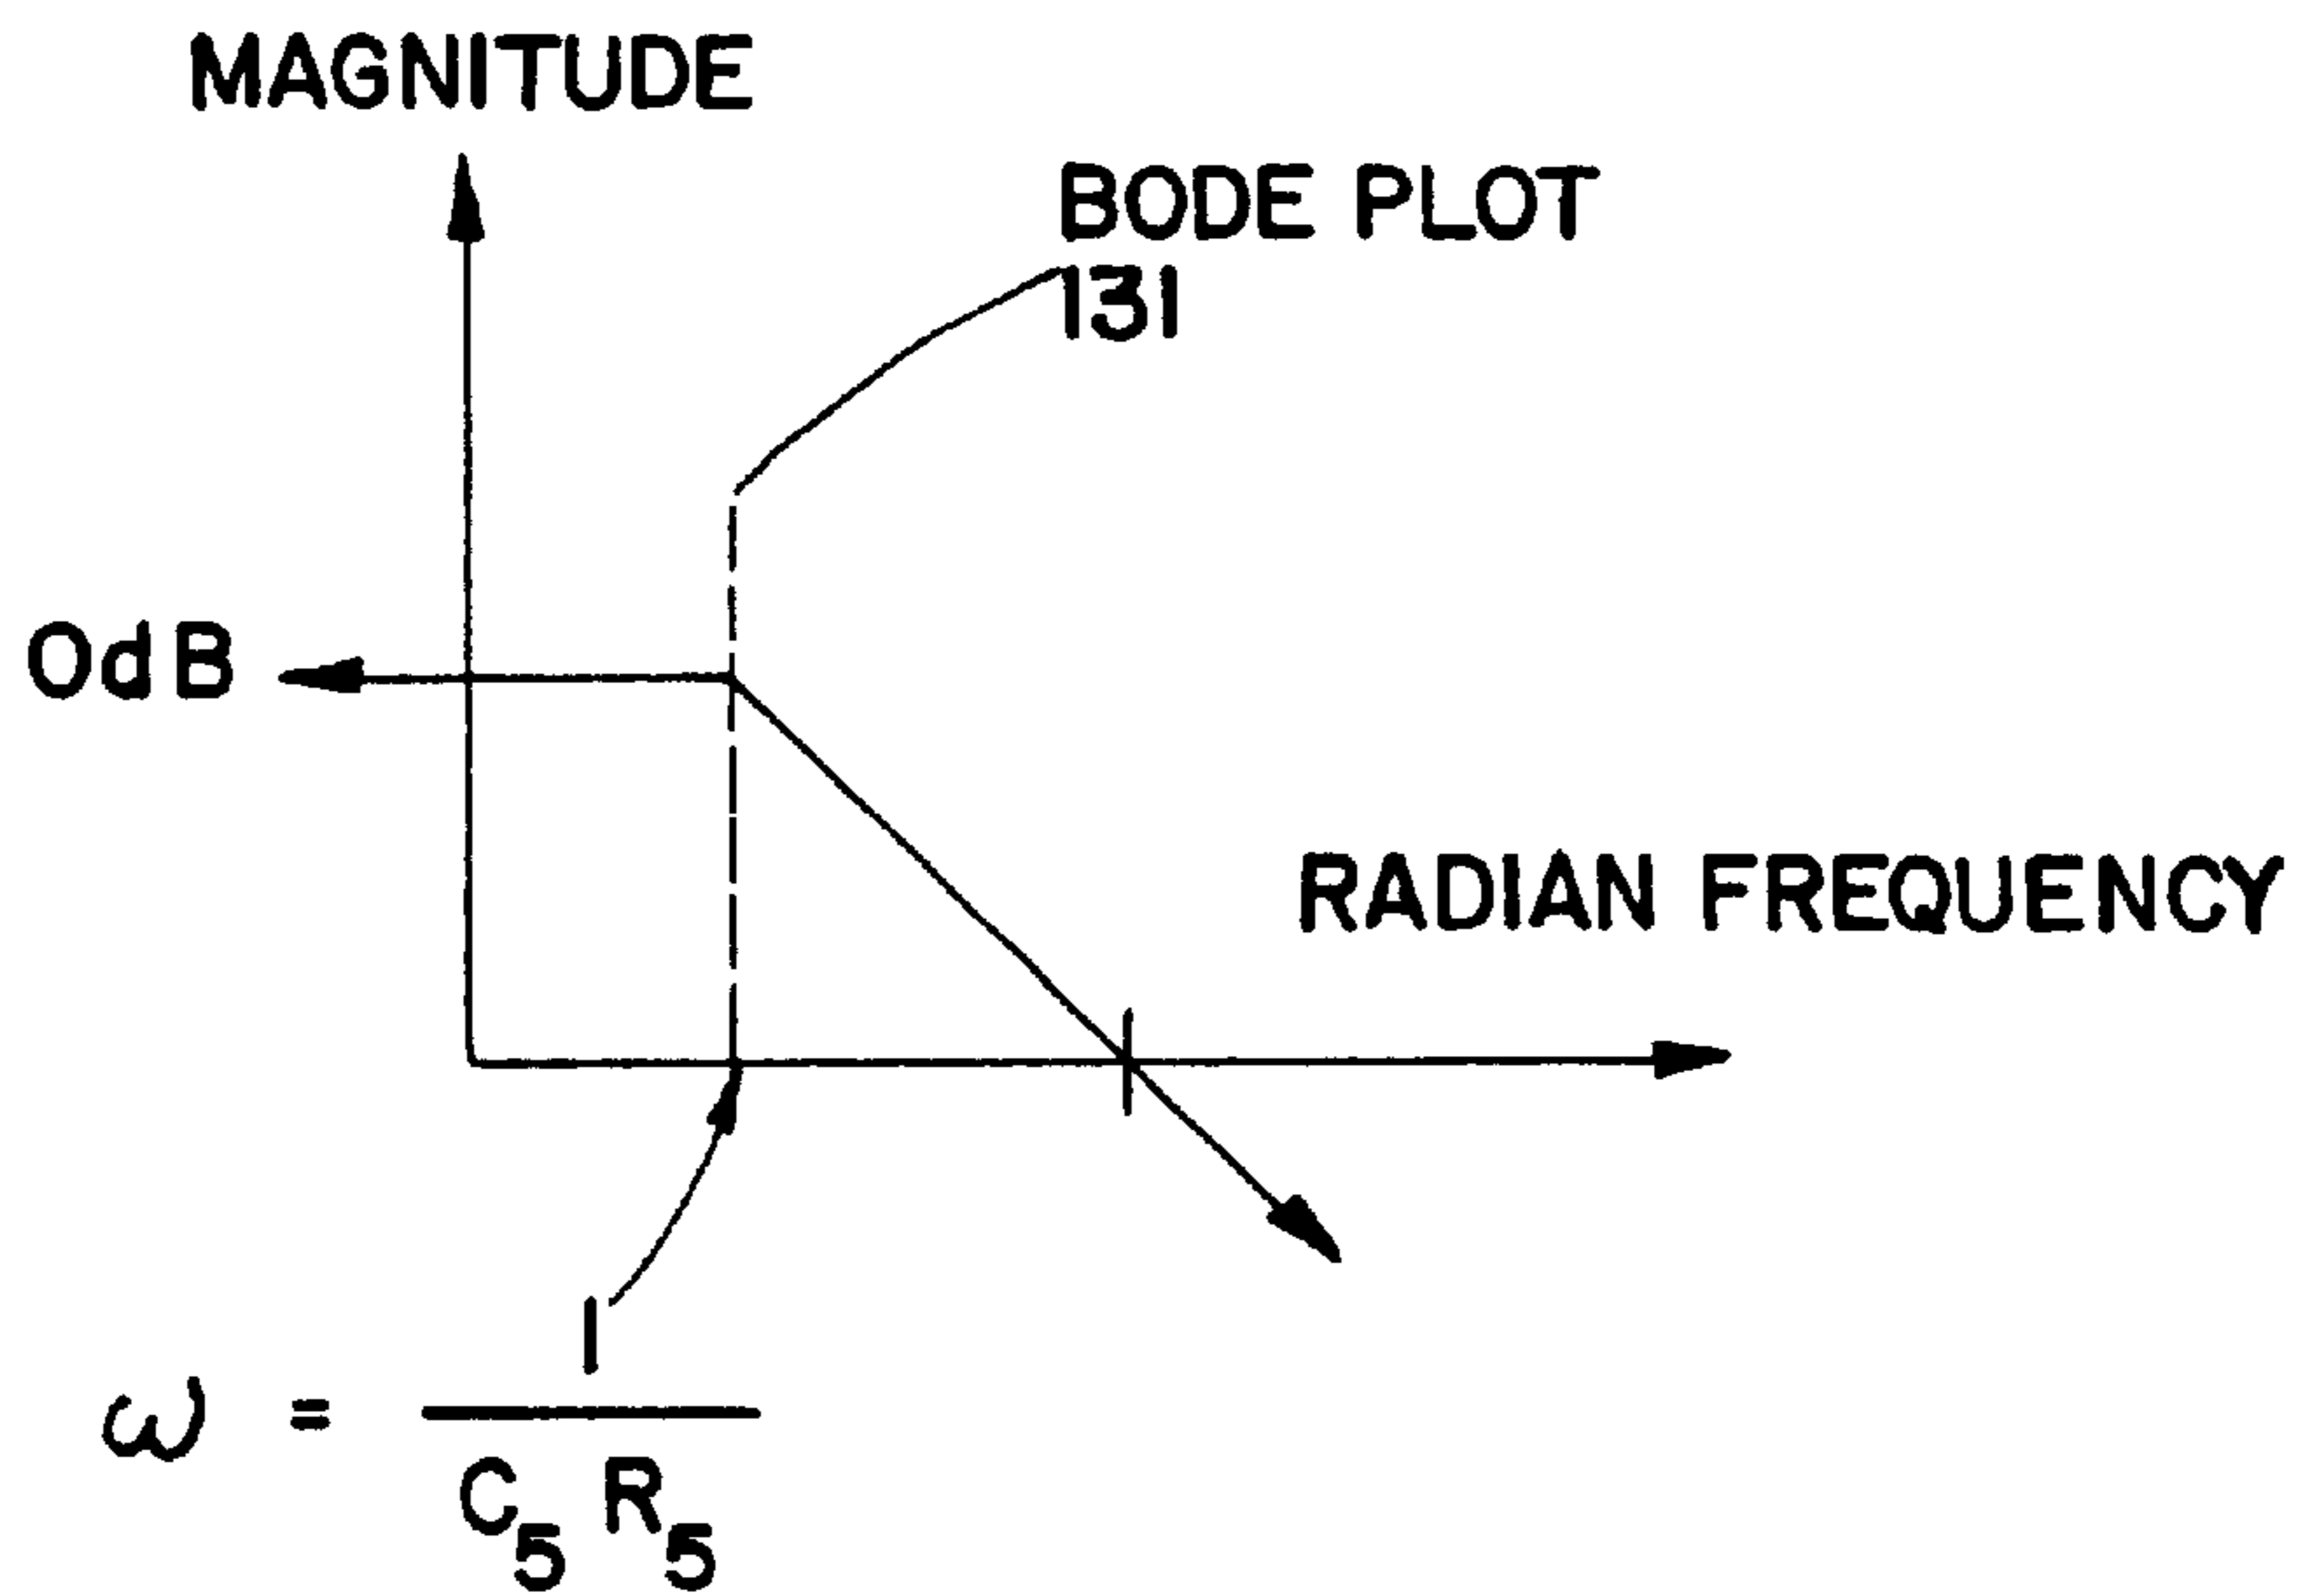 MAGNITUDE
BODE PLOT
131
0dB
RADIAN FREQUENCY
ω = 1
C5 R5